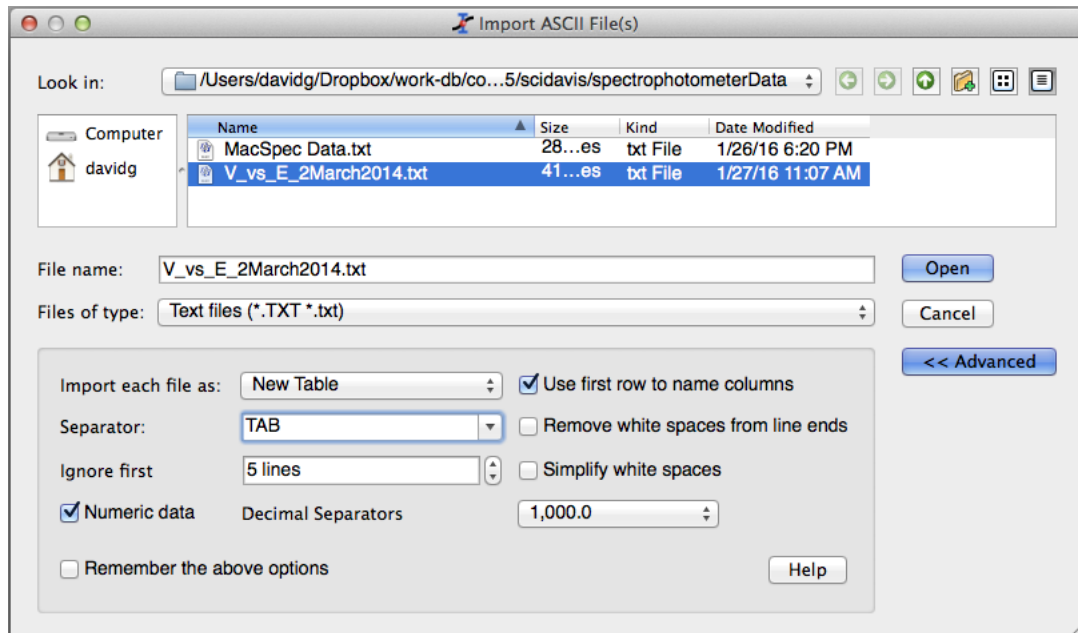 Import ASCII File(s)
Look in:
/Users/davidg/Dropbox/work-db/co...5/scidavis/spectrophotometerData
Computer
davidg
Name Size Kind Date Modified
MacSpec Data.txt 28...es txt File 1/26/16 6:20 PM
V_vs_E_2March2014.txt 41...es txt File 1/27/16 11:07 AM
File name: V_vs_E_2March2014.txt Open
Files of type: Text files (*.TXT *.txt) Cancel
<< Advanced
Import each file as: New Table Use first row to name columns
Separator: TAB Remove white spaces from line ends
Ignore first 5 lines Simplify white spaces
Numeric data Decimal Separators 1,000.0
Remember the above options Help